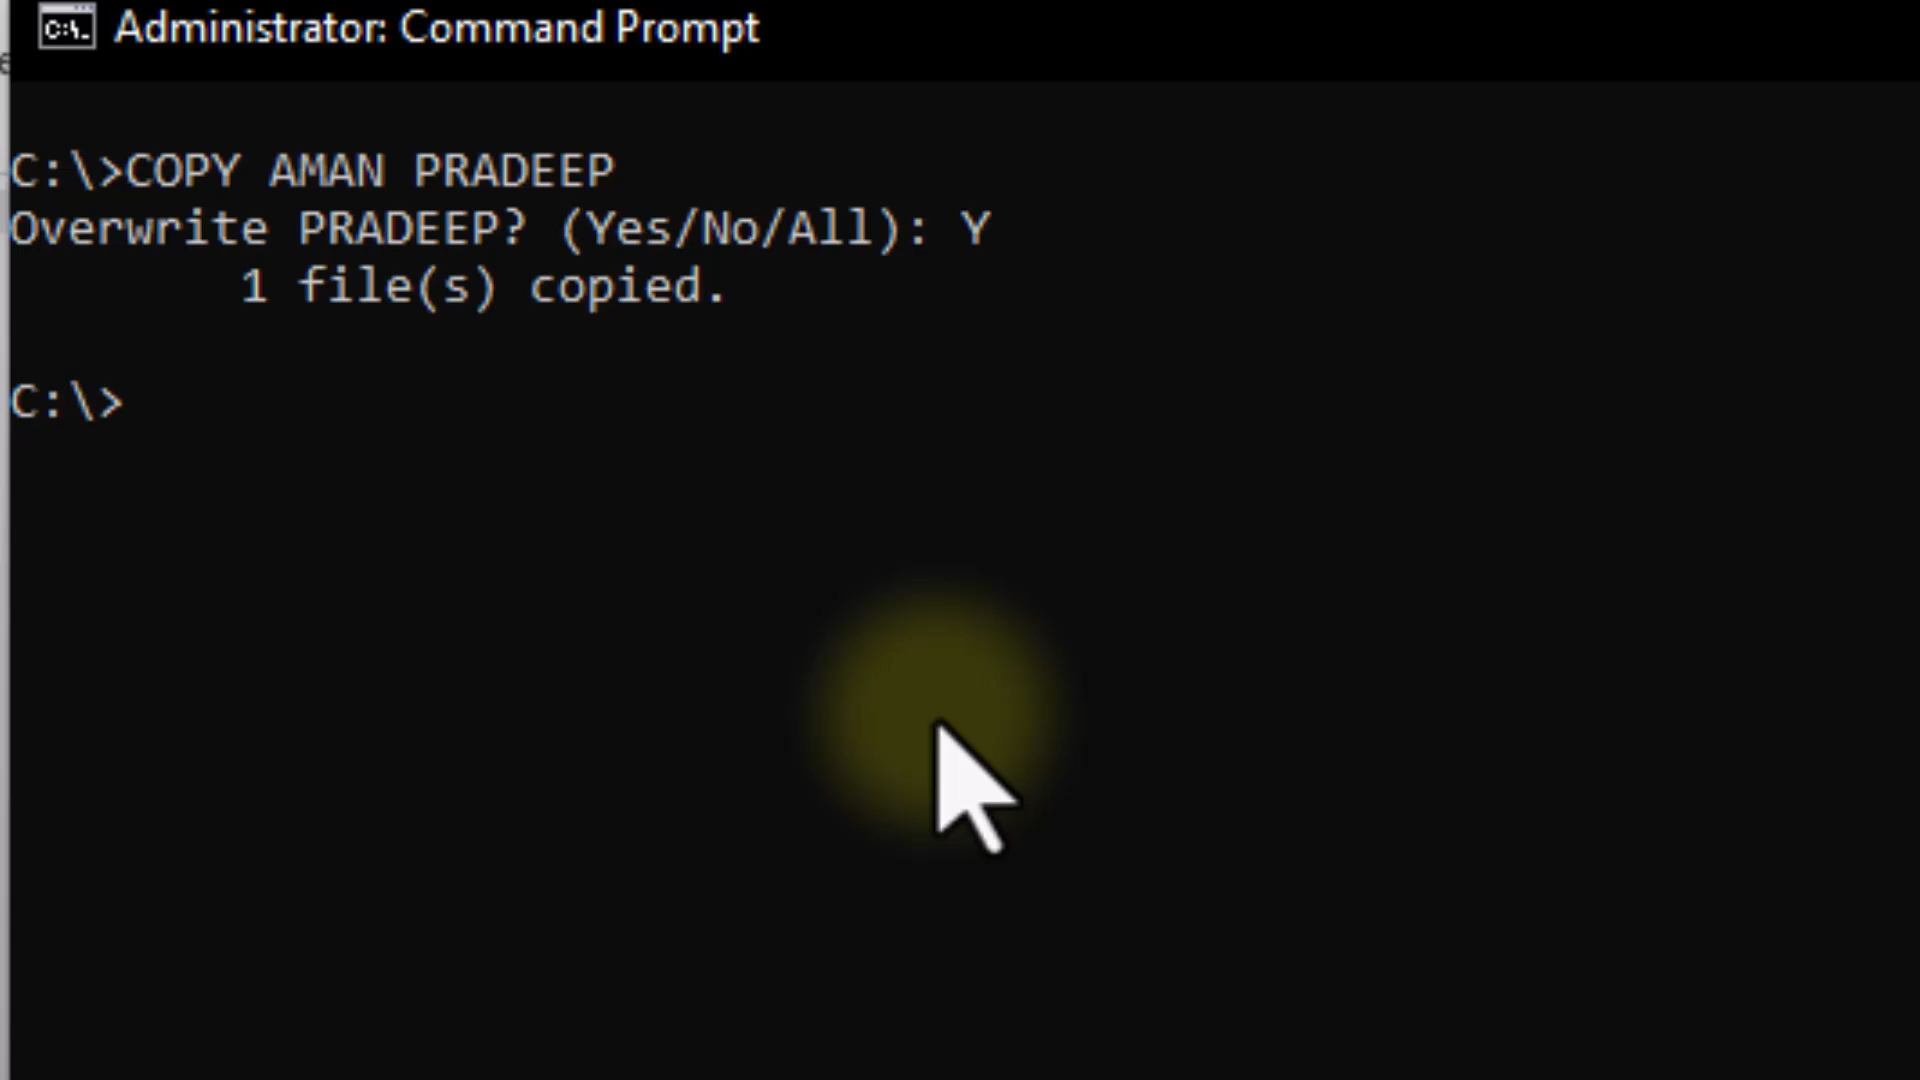 Administrator: Command Prompt
C:\>COPY AMAN PRADEEP
Overwrite PRADEEP? (Yes/No/All): Y
        1 file(s) copied.
C:\>